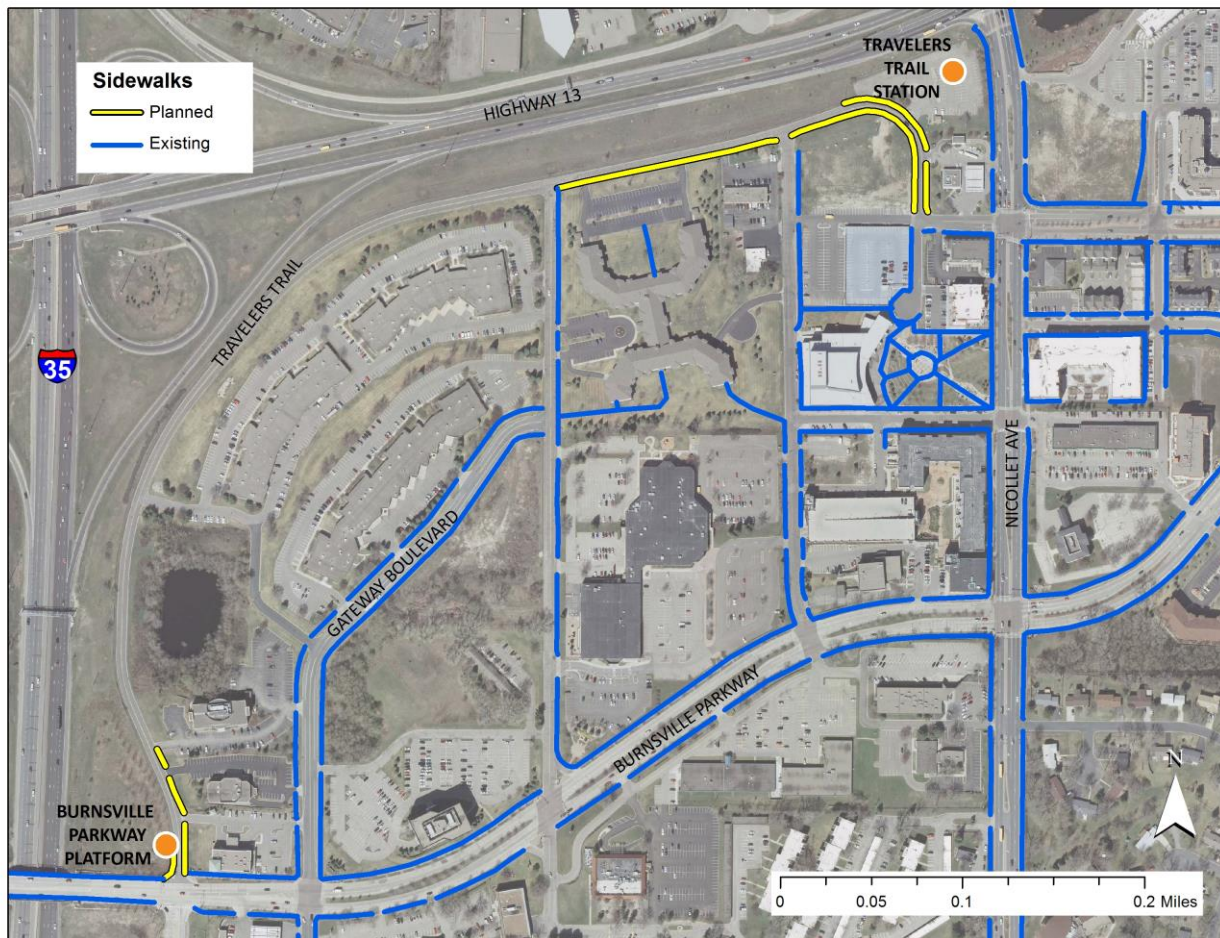 Sidewalks
Planned
Existing
HIGHWAY 13
TRAVELERS
TRAIL
STATION
TRAVELERS TRAIL
35
GATEWAY BOULEVARD
NICOLLET AVE
BURNSVILLE PARKWAY
BURNSVILLE
PARKWAY
PLATFORM
N
0 0.05 0.1 0.2 Miles